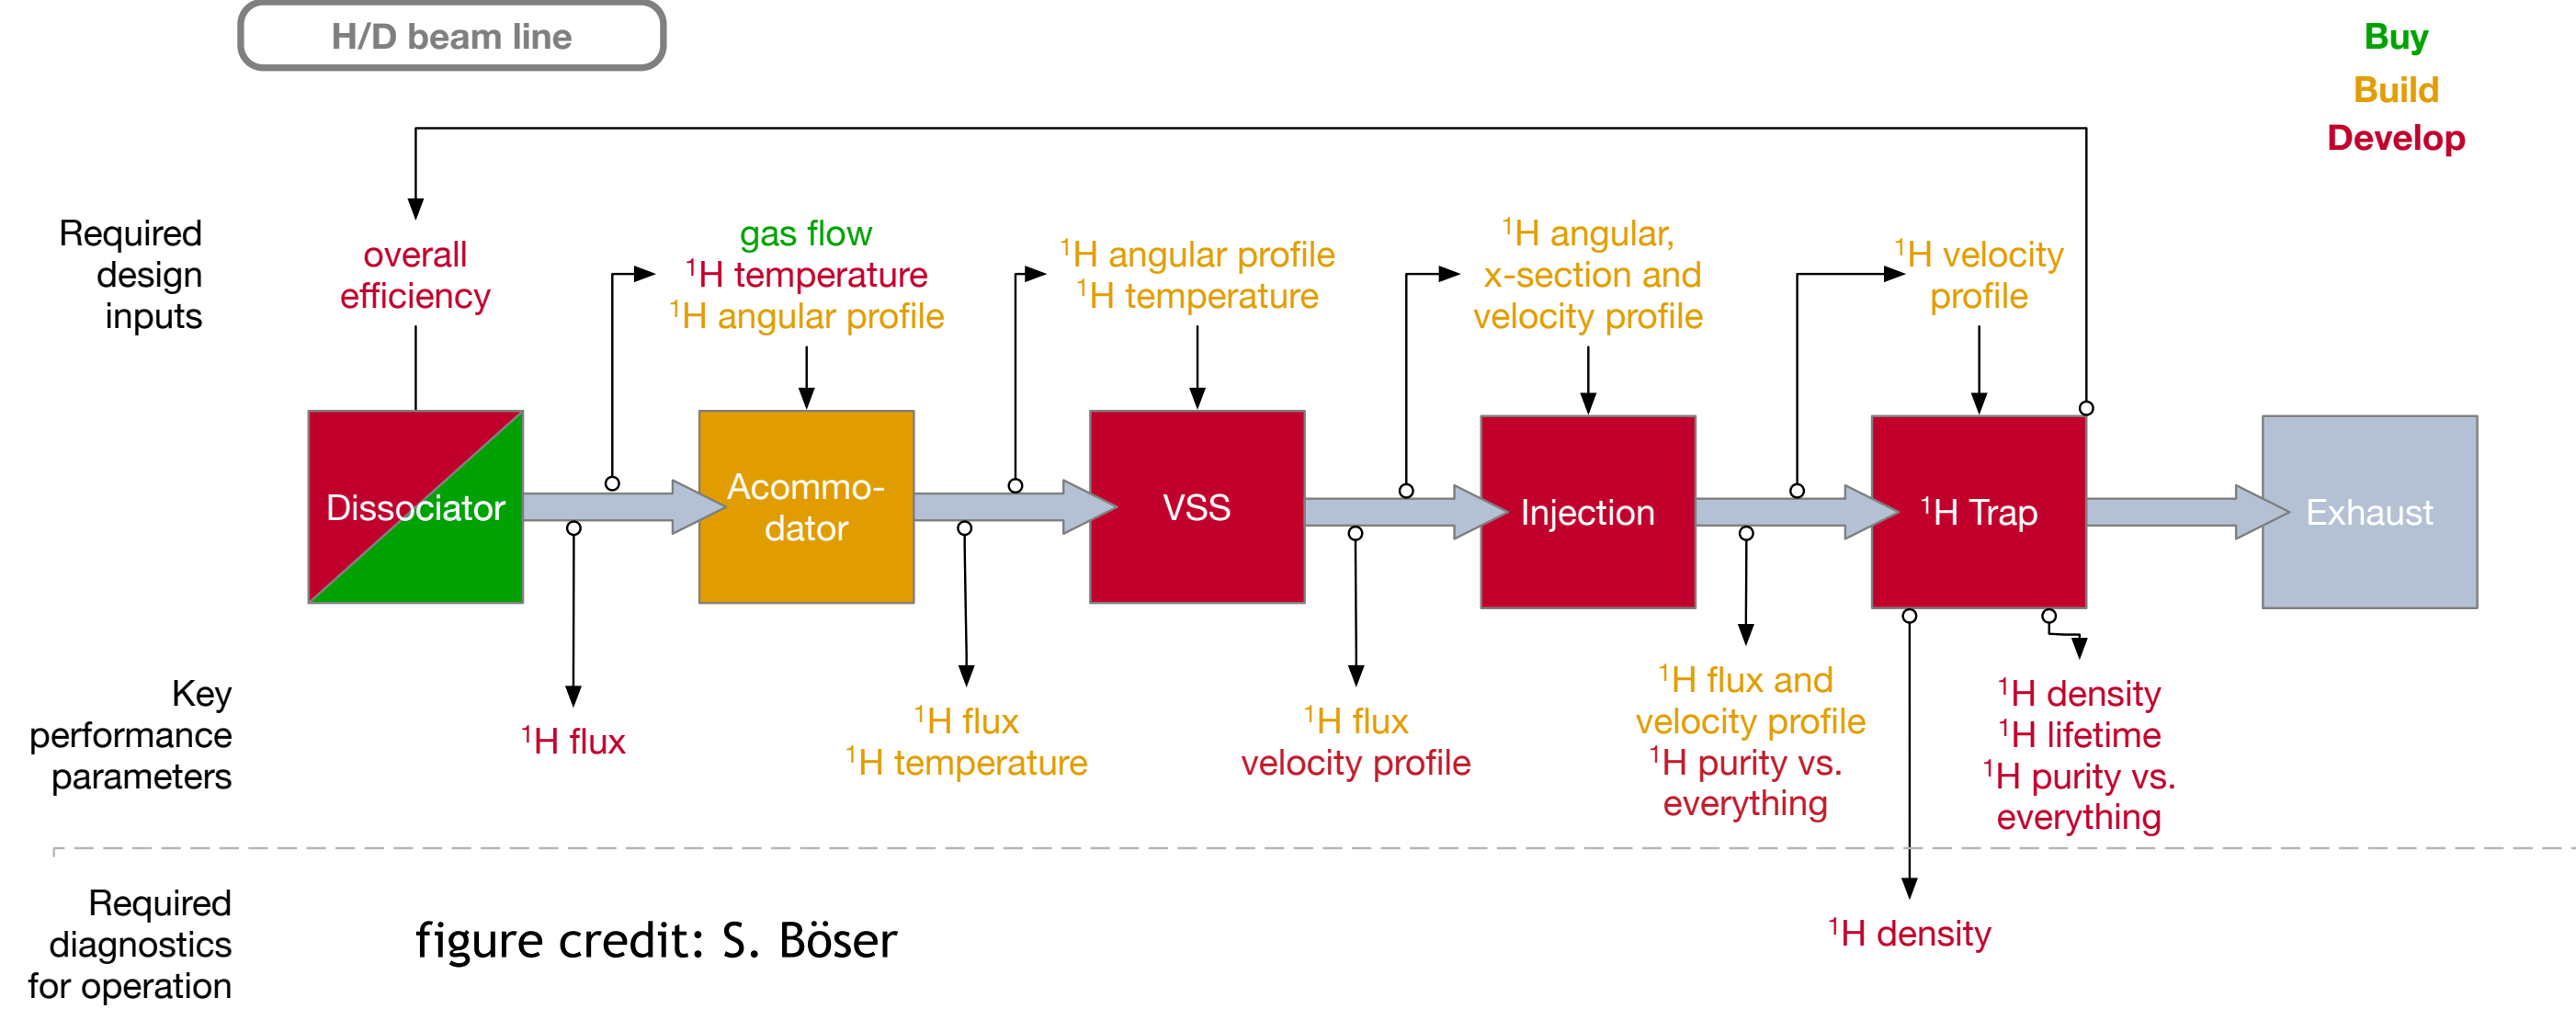 H/D beam line
Buy
Build
Develop
Required
design
inputs
overall
efficiency
gas flow
¹H temperature
¹H angular profile
¹H angular profile
¹H temperature
¹H angular,
x-section and
velocity profile
¹H velocity
profile
Dissociator
Acommo-
dator
VSS
Injection
¹H Trap
Exhaust
Key
performance
parameters
¹H flux
¹H flux
¹H temperature
¹H flux
velocity profile
¹H flux and
velocity profile
¹H purity vs.
everything
¹H density
¹H lifetime
¹H purity vs.
everything
Required
diagnostics
for operation
figure credit: S. Böser
¹H density